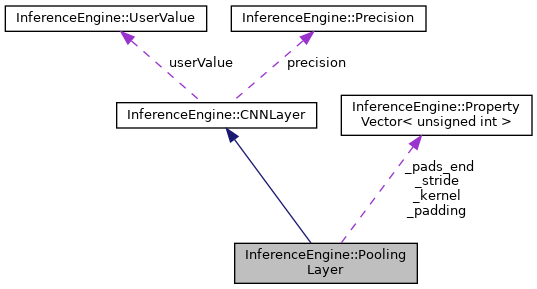 InferenceEngine::UserValue
InferenceEngine::Precision
userValue
precision
InferenceEngine::CNNLayer
InferenceEngine::Property
Vector< unsigned int >
_pads_end
_stride
_kernel
_padding
InferenceEngine::Pooling
Layer